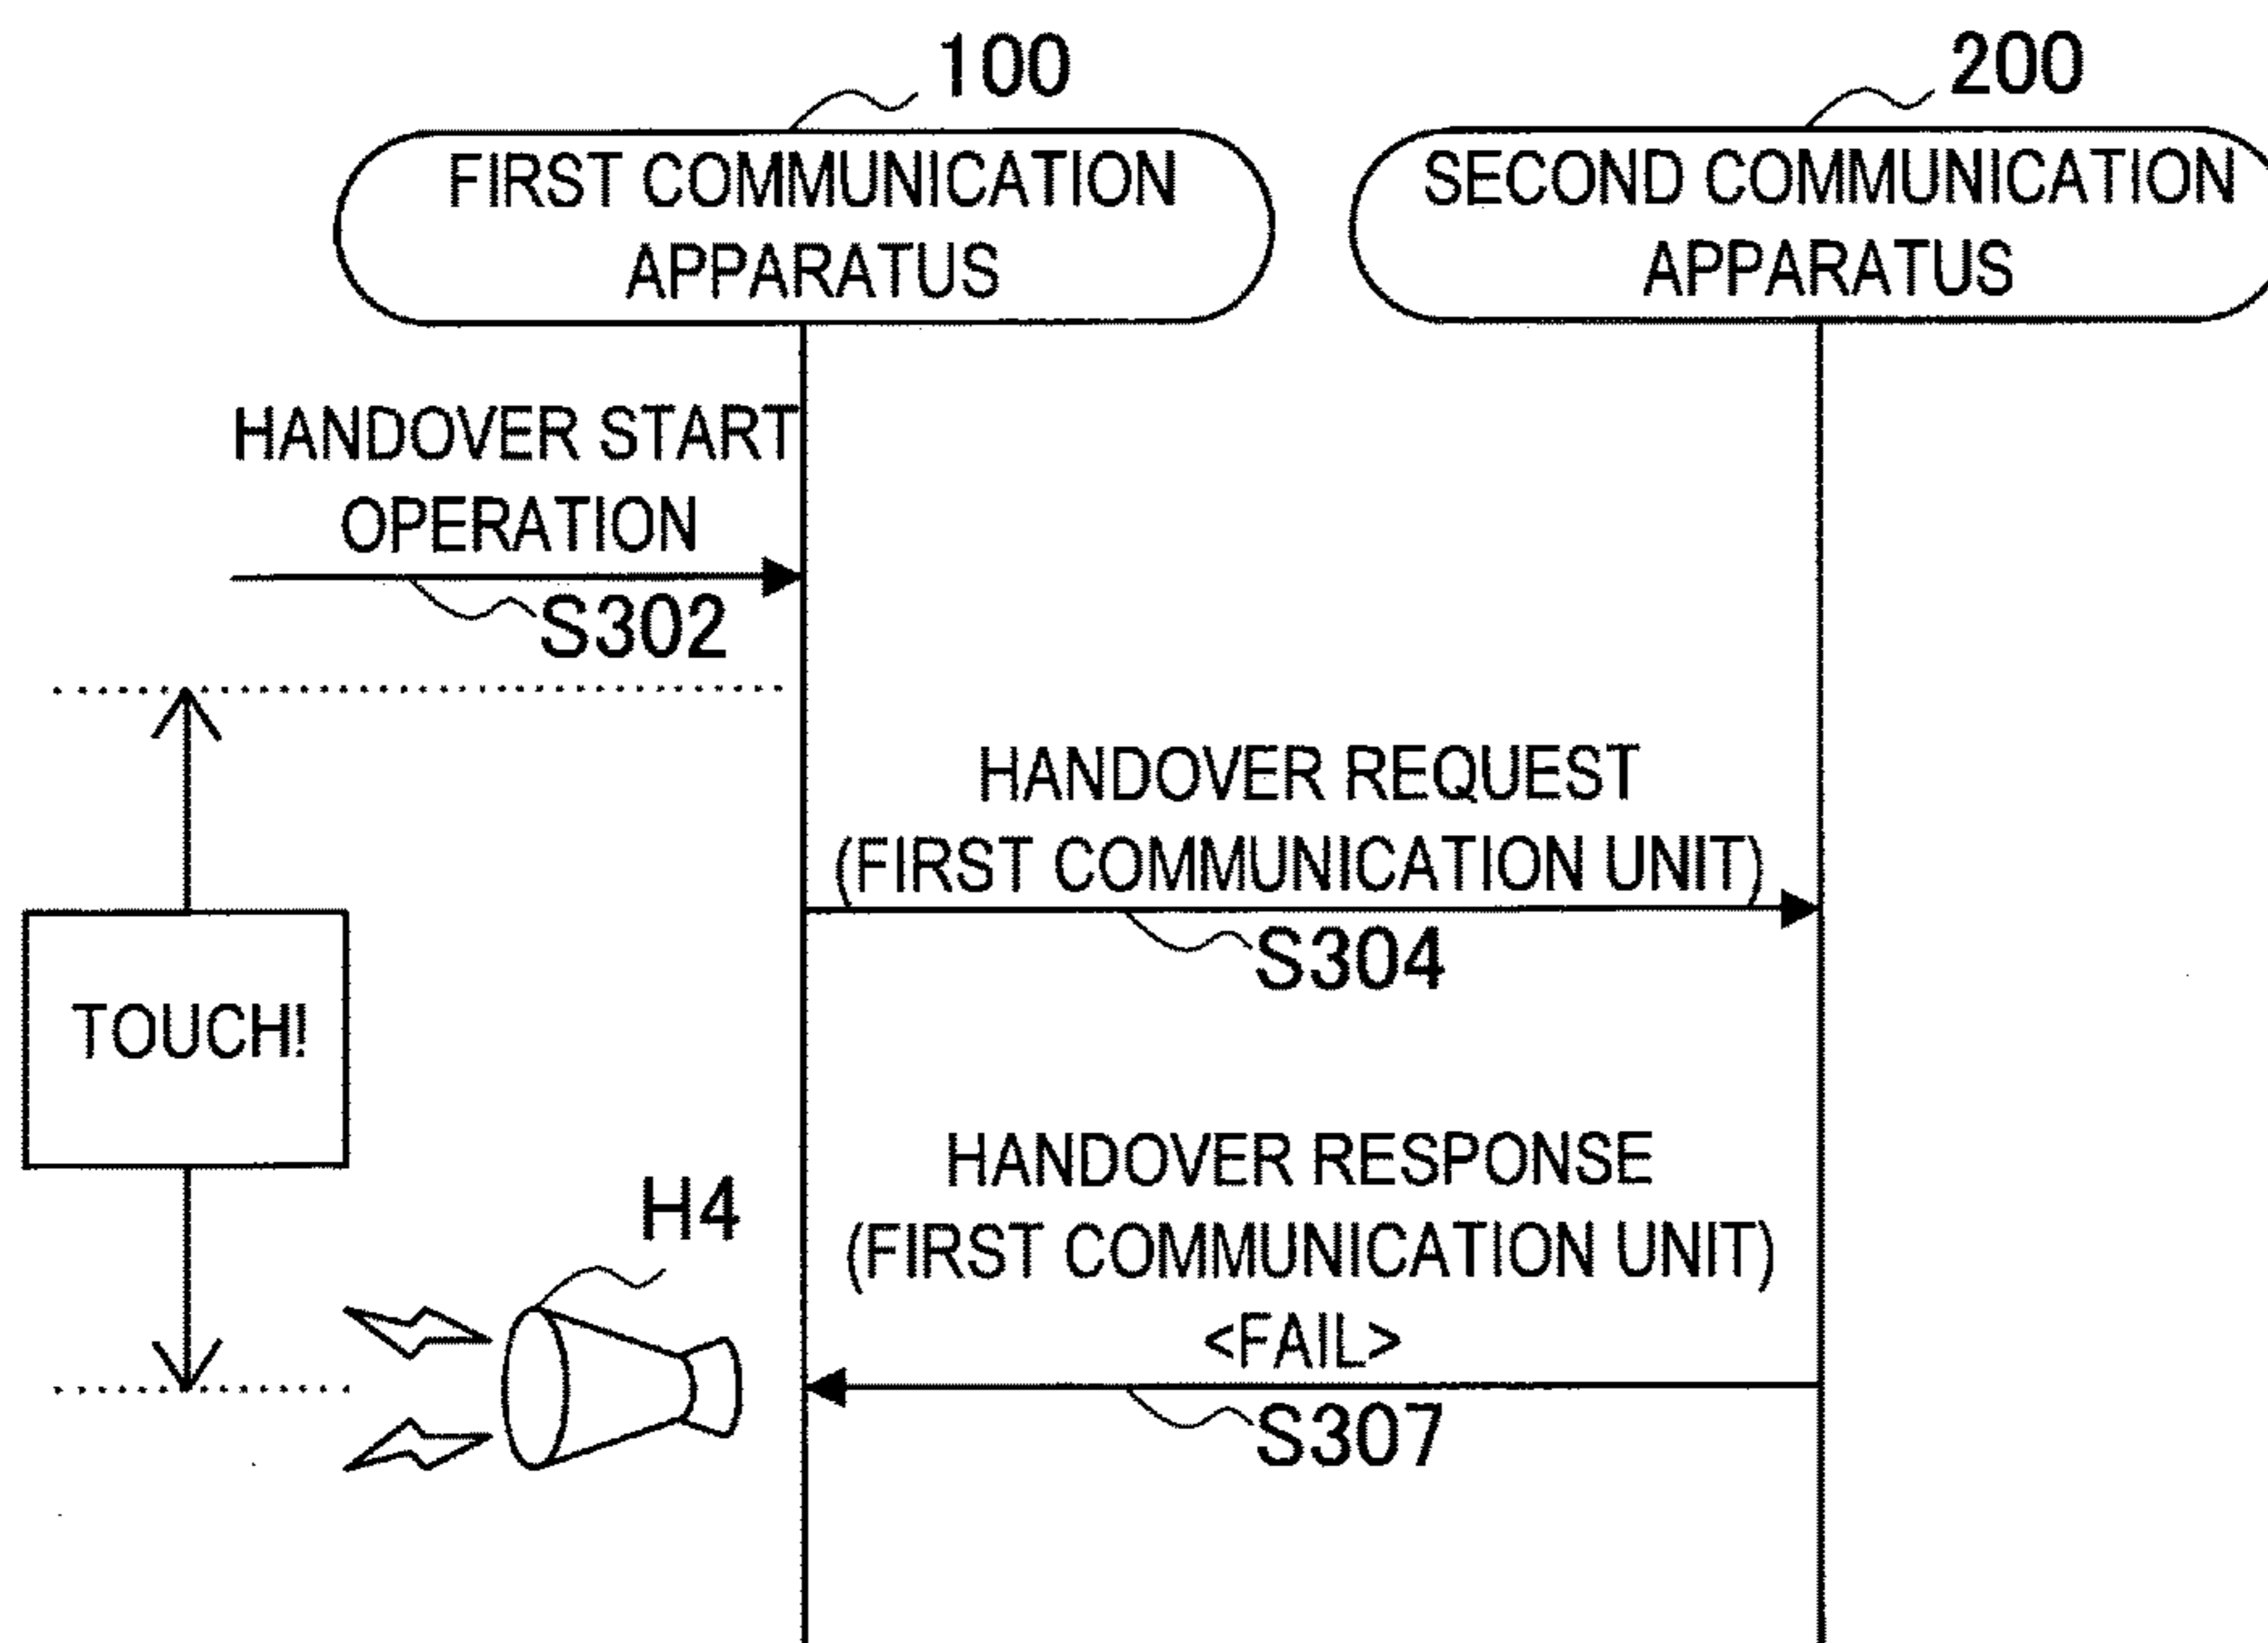 100
200
FIRST COMMUNICATION
APPARATUS
SECOND COMMUNICATION
APPARATUS
HANDOVER START
OPERATION
S302
HANDOVER REQUEST
(FIRST COMMUNICATION UNIT)
S304
TOUCH!
HANDOVER RESPONSE
(FIRST COMMUNICATION UNIT)
<FAIL>
H4
S307